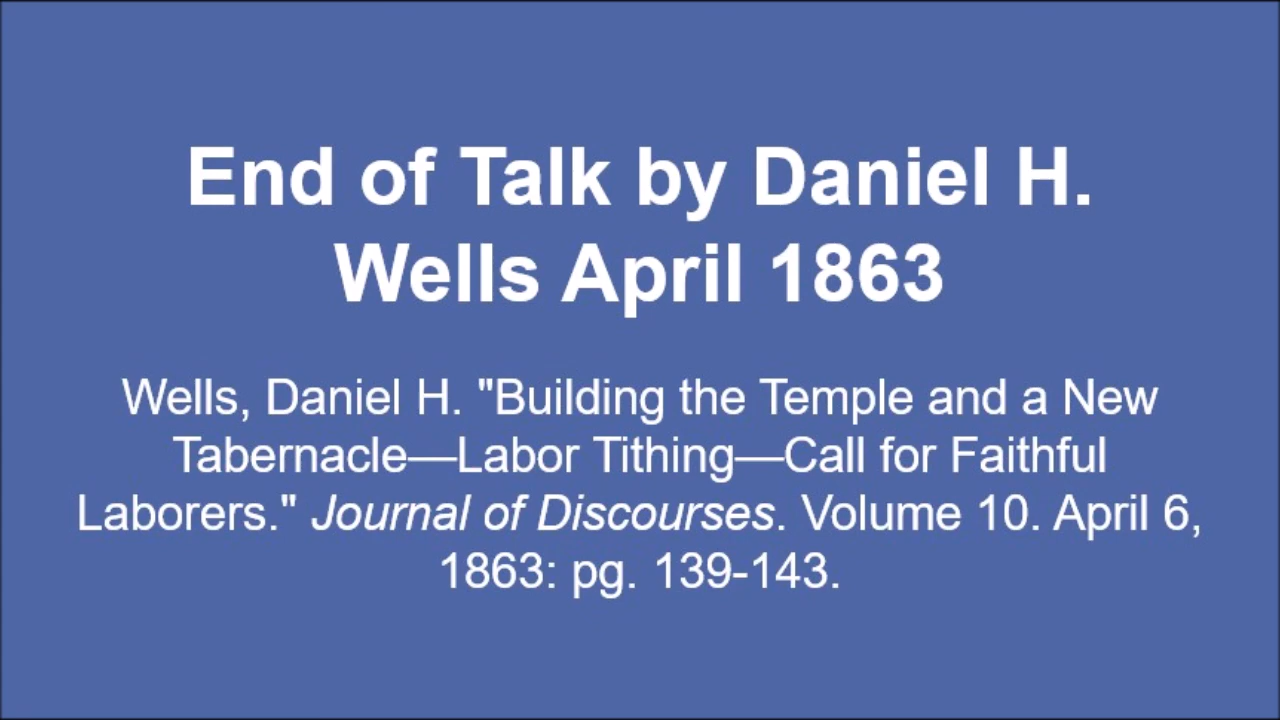 End of Talk by Daniel H.
Wells April 1863
Wells, Daniel H. "Building the Temple and a New
Tabernacle—Labor Tithing—Call for Faithful
Laborers." Journal of Discourses. Volume 10. April 6,
1863: pg. 139-143.